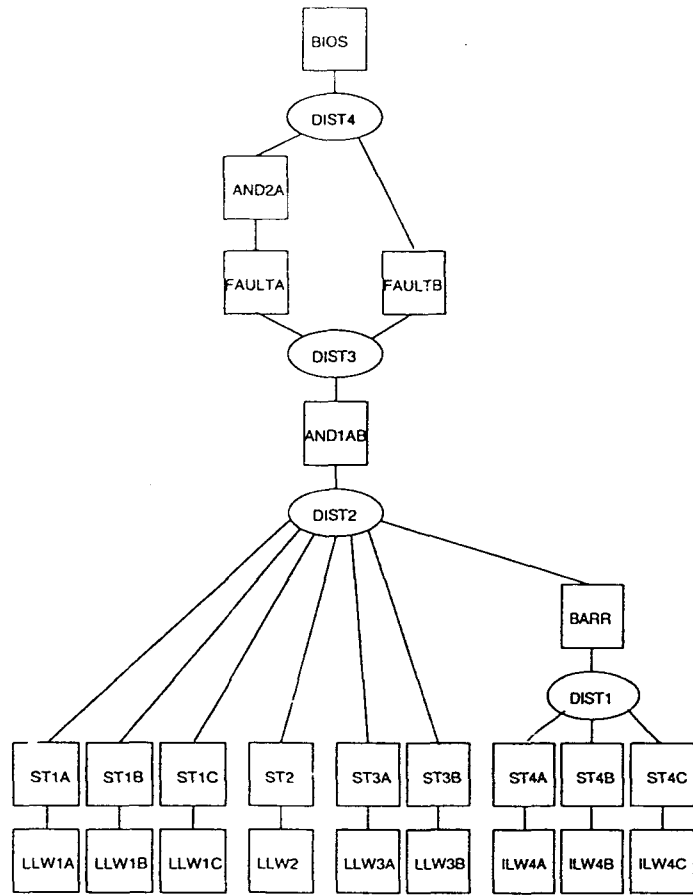 BIOS
DIST4
AND2A
FAULTA FAULTB
DIST3
AND1AB
DIST2
BARR
DIST1
ST1A ST1B ST1C ST2 ST3A ST3B ST4A ST4B ST4C
LLW1A LLW1B LLW1C LLW2 LLW3A LLW3B ILW4A ILW4B ILW4C